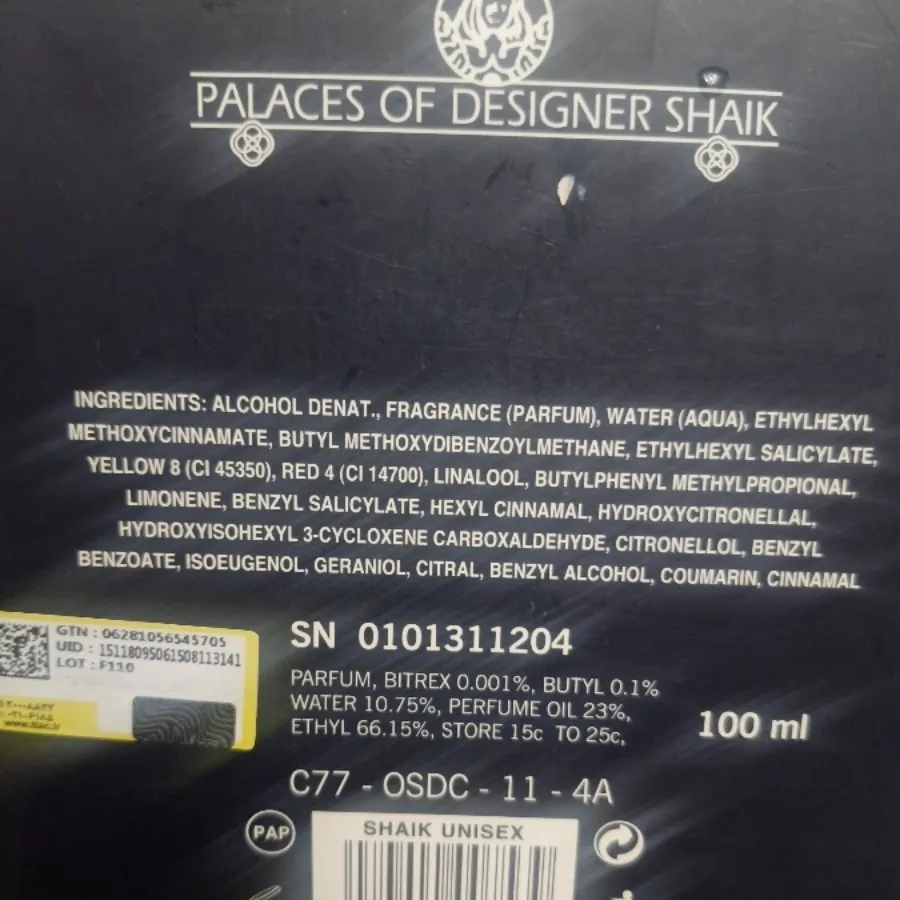 PALACES OF DESIGNER SHAIK
INGREDIENTS: ALCOHOL DENAT., FRAGRANCE (PARFUM), WATER (AQUA), ETHYLHEXYL
METHOXYCINNAMATE, BUTYL METHOXYDIBENZOYLMETHANE, ETHYLHEXYL SALICYLATE,
YELLOW 8 (CI 45350), RED 4 (CI 14700), LINALOOL, BUTYLPHENYL METHYLPROPIONAL,
LIMONENE, BENZYL SALICYLATE, HEXYL CINNAMAL, HYDROXYCITRONELLAL,
HYDROXYISOHEXYL 3-CYCLOXENE CARBOXALDEHYDE, CITRONELLOL, BENZYL
BENZOATE, ISOEUGENOL, GERANIOL, CITRAL, BENZYL ALCOHOL, COUMARIN, CINNAMAL
GTN : 06281056545705
UID : 15118095061508113141
LOT : F110
www.ttac.ir
SN 0101311204
PARFUM, BITREX 0.001%, BUTYL 0.1%
WATER 10.75%, PERFUME OIL 23%,
ETHYL 66.15%, STORE 15c TO 25c,
100 ml
C77 - OSDC - 11 - 4A
PAP
SHAIK UNISEX